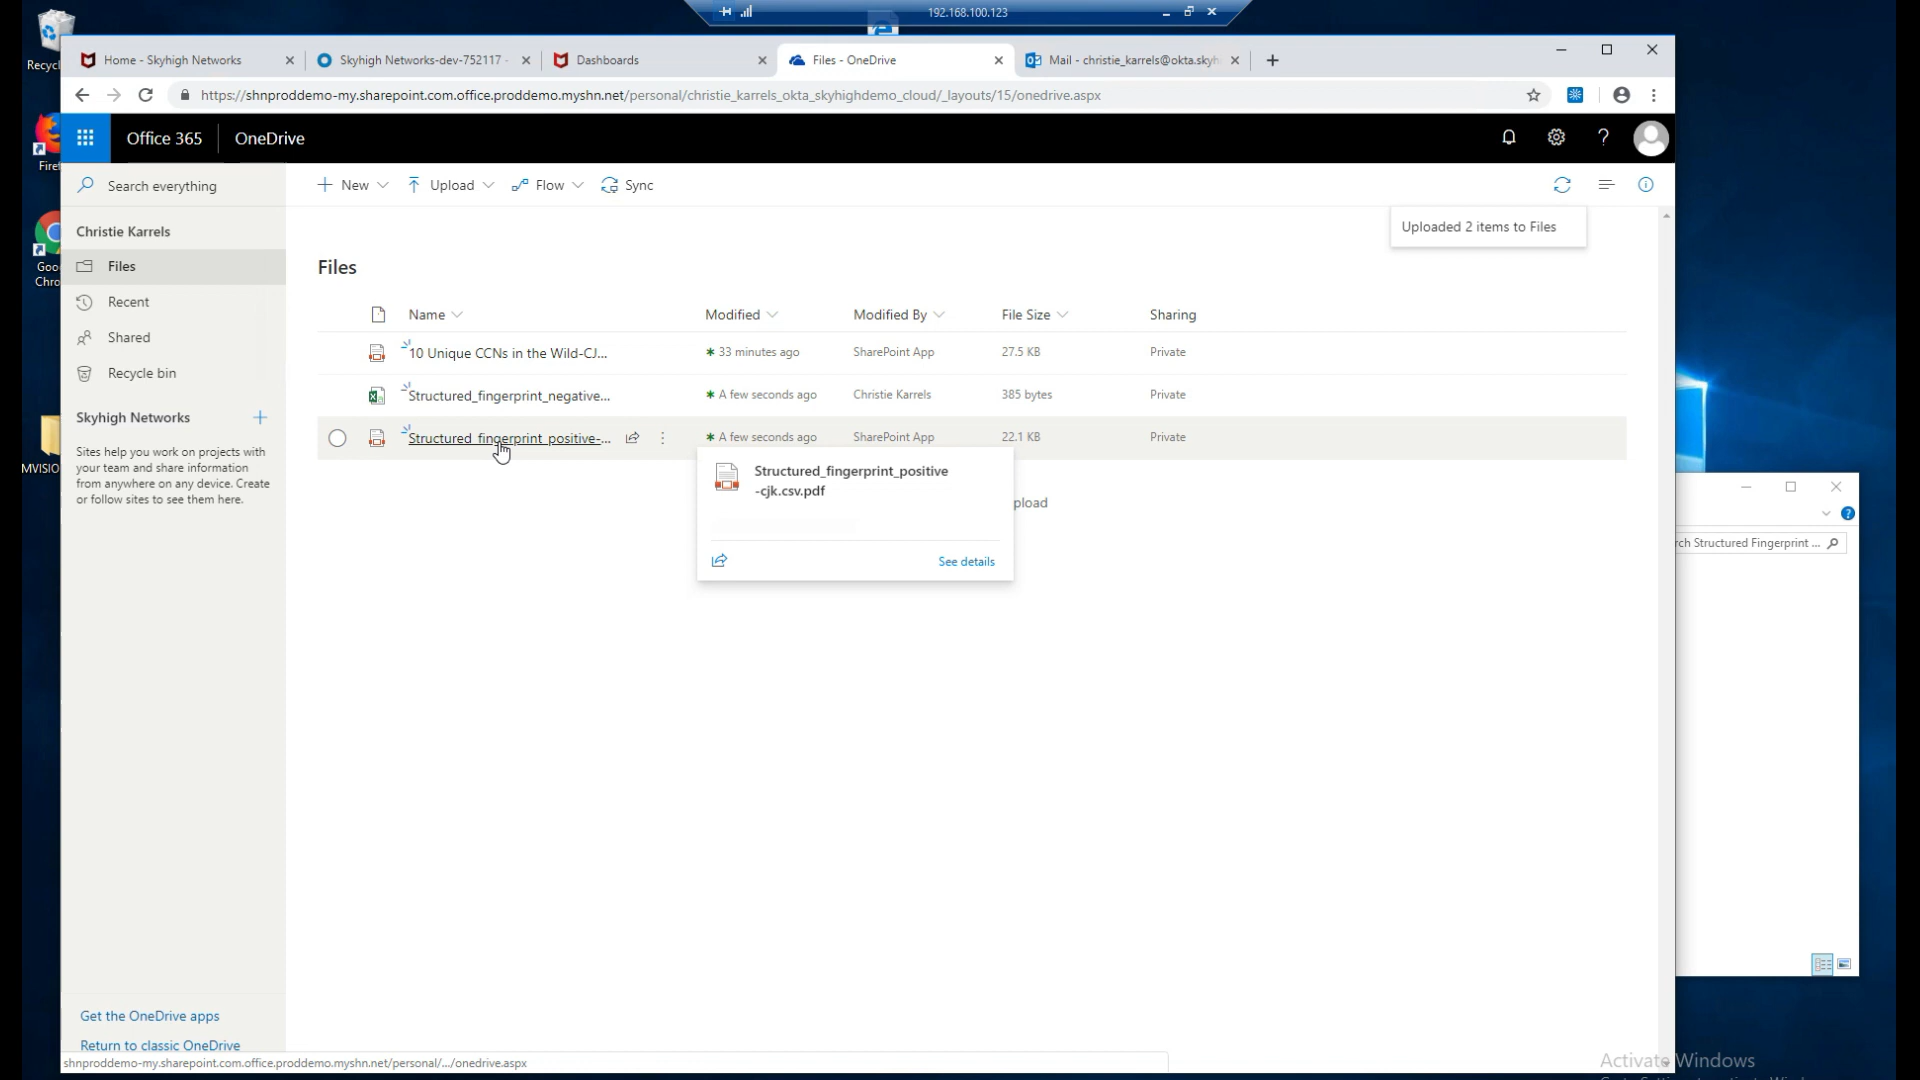 192.168.100.123
Recycl
Firef
Goo
Chro
MVISIO
Home - Skyhigh Networks
Skyhigh Networks-dev-752117 -
Dashboards
Files - OneDrive
Mail - christie_karrels@okta.skyh
https://shnproddemo-my.sharepoint.com.office.proddemo.myshn.net/personal/christie_karrels_okta_skyhighdemo_cloud/_layouts/15/onedrive.aspx
Office 365
OneDrive
?
Search everything
New
Upload
Flow
Sync
Uploaded 2 items to Files
Christie Karrels
Files
Recent
Shared
Recycle bin
Skyhigh Networks
Sites help you work on projects with
your team and share information
from anywhere on any device. Create
or follow sites to see them here.
Get the OneDrive apps
Return to classic OneDrive
Files
Name Modified Modified By File Size Sharing
10 Unique CCNs in the Wild-CJ... 33 minutes ago SharePoint App 27.5 KB Private
Structured_fingerprint_negative... A few seconds ago Christie Karrels 385 bytes Private
Structured_fingerprint_positive-... A few seconds ago SharePoint App 22.1 KB Private
Structured_fingerprint_positive
-cjk.csv.pdf
pload
See details
rch Structured Fingerprint ...
shnproddemo-my.sharepoint.com.office.proddemo.myshn.net/personal/.../onedrive.aspx
Activate Windows